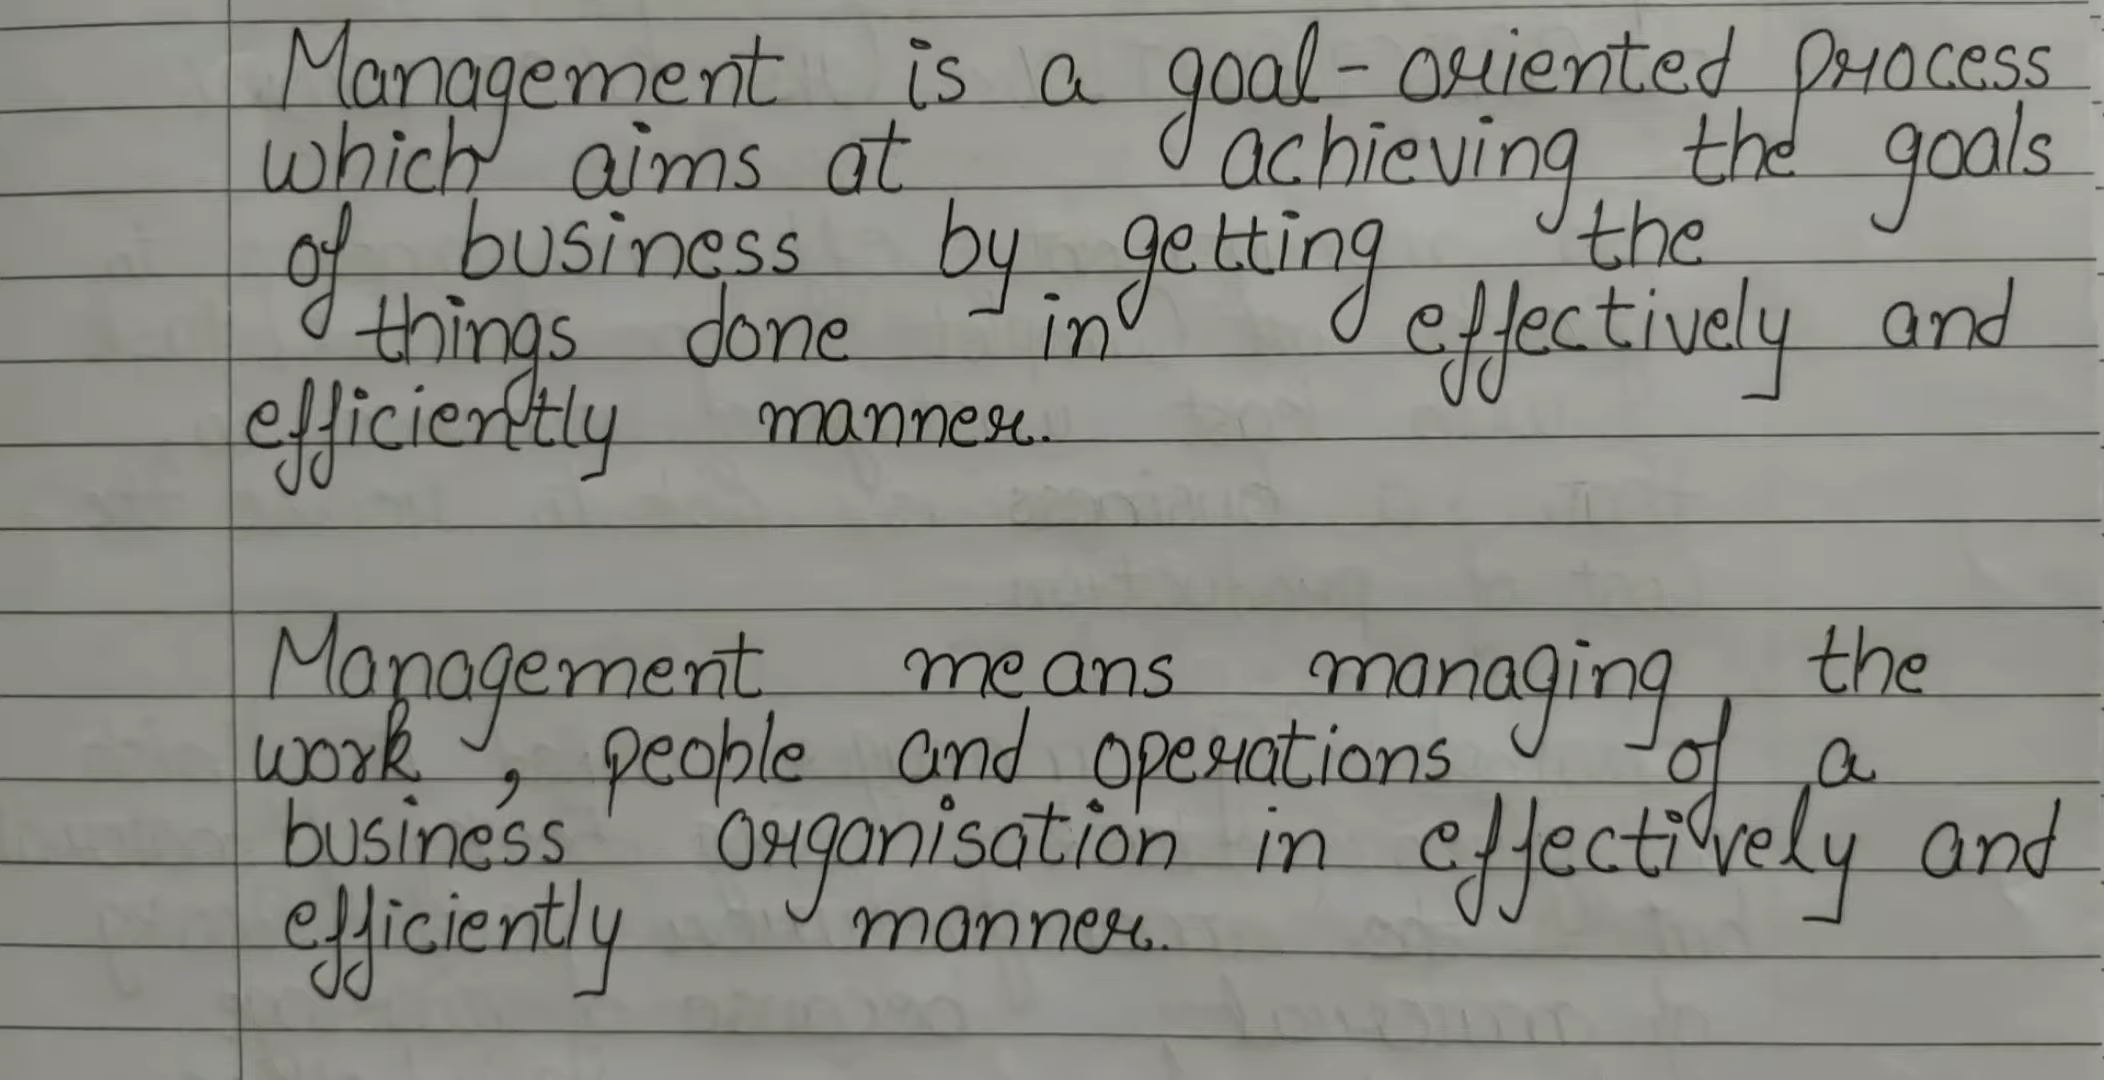 Management is a goal-oriented process
which aims at achieving the goals
of business by getting the
things done in effectively and
efficiently manner.
Management means managing the
work, people and operations of a
business organisation in effectively and
efficiently manner.